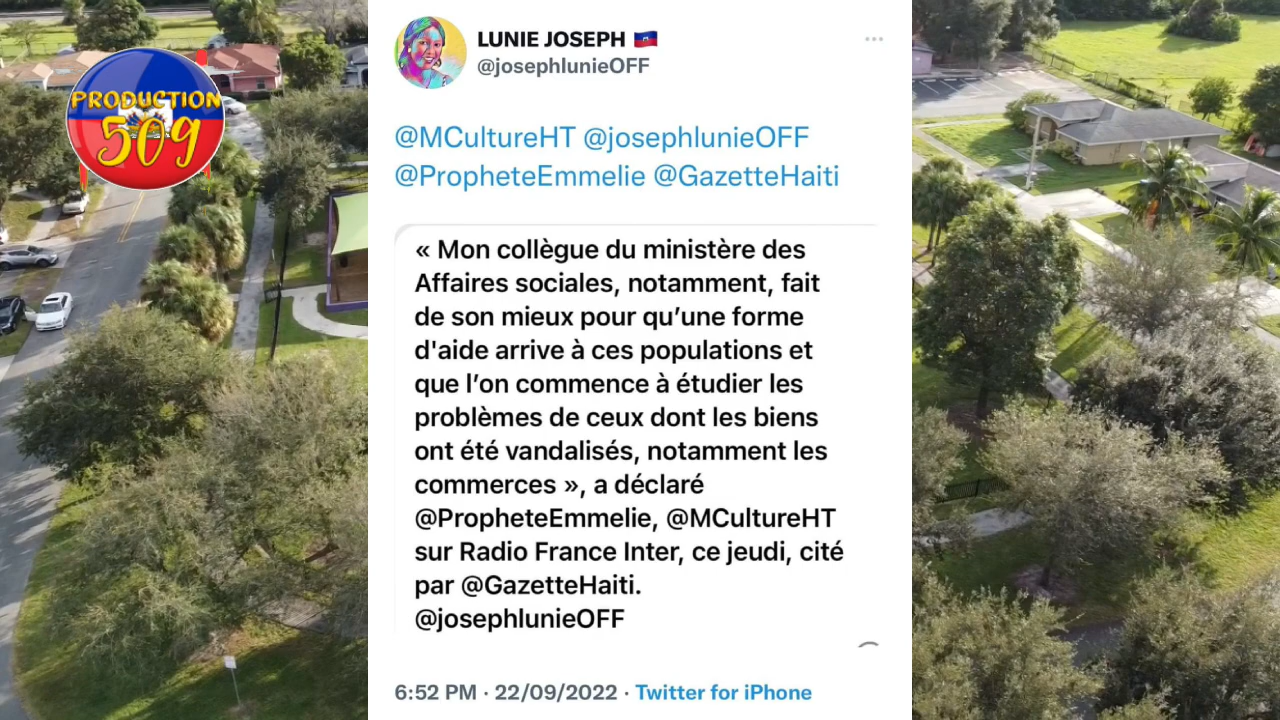 PRODUCTION
509
LUNIE JOSEPH 🇭🇹
@josephlunieOFF
@MCultureHT @josephlunieOFF
@PropheteEmmelie @GazetteHaiti
« Mon collègue du ministère des
Affaires sociales, notamment, fait
de son mieux pour qu’une forme
d'aide arrive à ces populations et
que l’on commence à étudier les
problèmes de ceux dont les biens
ont été vandalisés, notamment les
commerces », a déclaré
@PropheteEmmelie, @MCultureHT
sur Radio France Inter, ce jeudi, cité
par @GazetteHaiti.
@josephlunieOFF
6:52 PM · 22/09/2022 · Twitter for iPhone